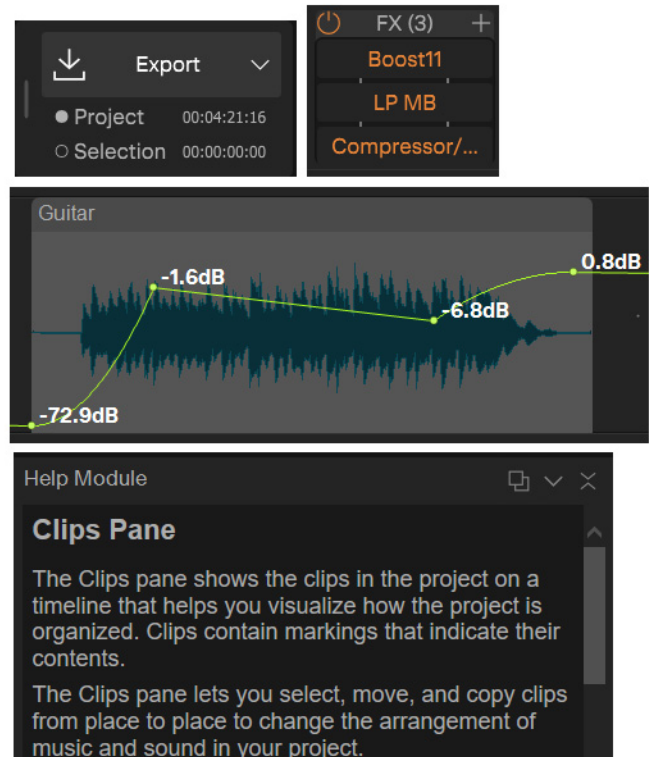 Export
Project 00:04:21:16
Selection 00:00:00:00
FX (3)
Boost11
LP MB
Compressor/...
Guitar
-1.6dB
0.8dB
-6.8dB
-72.9dB
Help Module
Clips Pane
The Clips pane shows the clips in the project on a
timeline that helps you visualize how the project is
organized. Clips contain markings that indicate their
contents.
The Clips pane lets you select, move, and copy clips
from place to place to change the arrangement of
music and sound in your project.